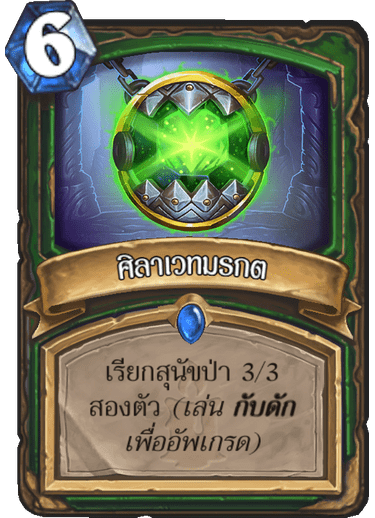 6
ศิลาเวทมรกต
เรียกสุนัขป่า 3/3
สองตัว (เล่น กับดัก
เพื่ออัพเกรด)